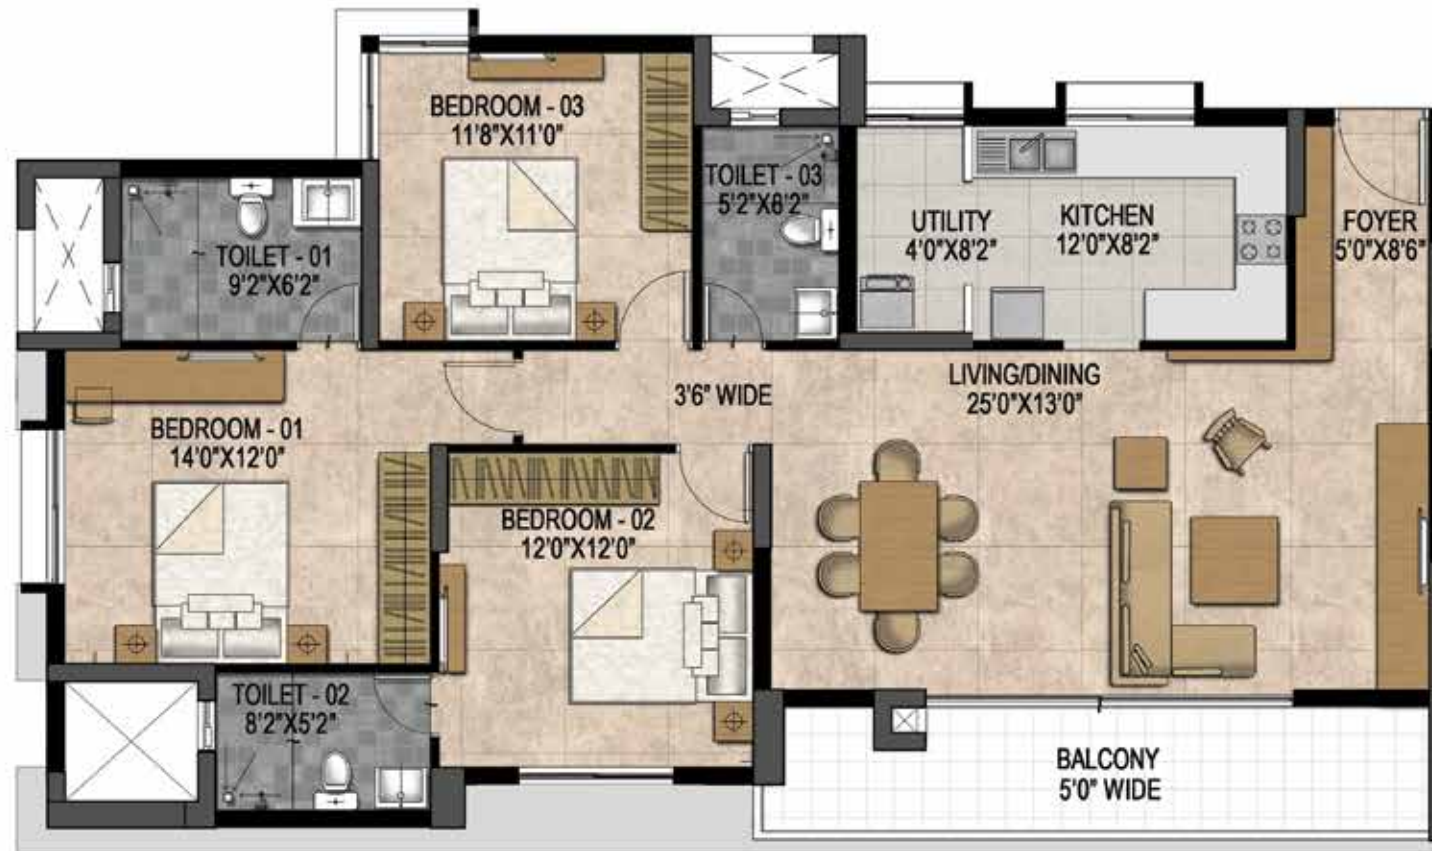 BEDROOM - 03
11'8"X11'0"
TOILET - 03
5'2"X8'2"
UTILITY
4'0"X8'2"
KITCHEN
12'0"X8'2"
FOYER
5'0"X8'6"
TOILET - 01
9'2"X6'2"
3'6" WIDE
LIVING/DINING
25'0"X13'0"
BEDROOM - 01
14'0"X12'0"
BEDROOM - 02
12'0"X12'0"
TOILET - 02
8'2"X5'2"
BALCONY
5'0" WIDE